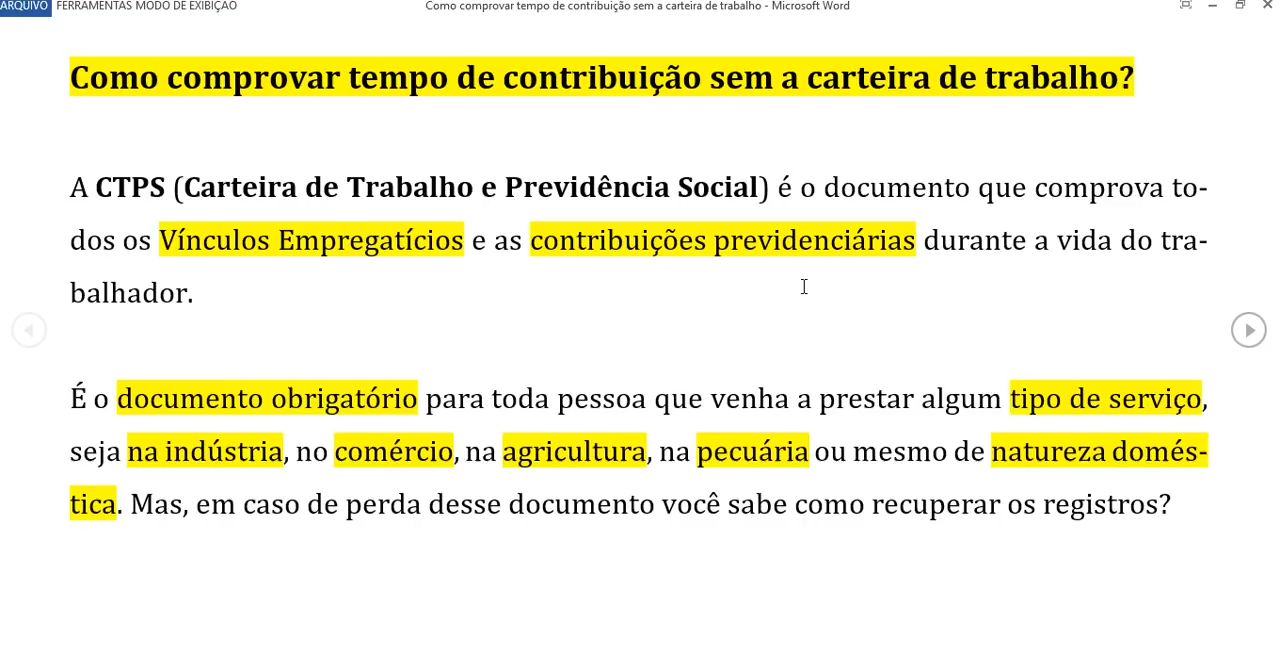 ARQUIVO FERRAMENTAS MODO DE EXIBIÇÃO Como comprovar tempo de contribuição sem a carteira de trabalho - Microsoft Word
Como comprovar tempo de contribuição sem a carteira de trabalho?
A CTPS (Carteira de Trabalho e Previdência Social) é o documento que comprova to-
dos os Vínculos Empregatícios e as contribuições previdenciárias durante a vida do tra-
balhador.
É o documento obrigatório para toda pessoa que venha a prestar algum tipo de serviço,
seja na indústria, no comércio, na agricultura, na pecuária ou mesmo de natureza domés-
tica. Mas, em caso de perda desse documento você sabe como recuperar os registros?